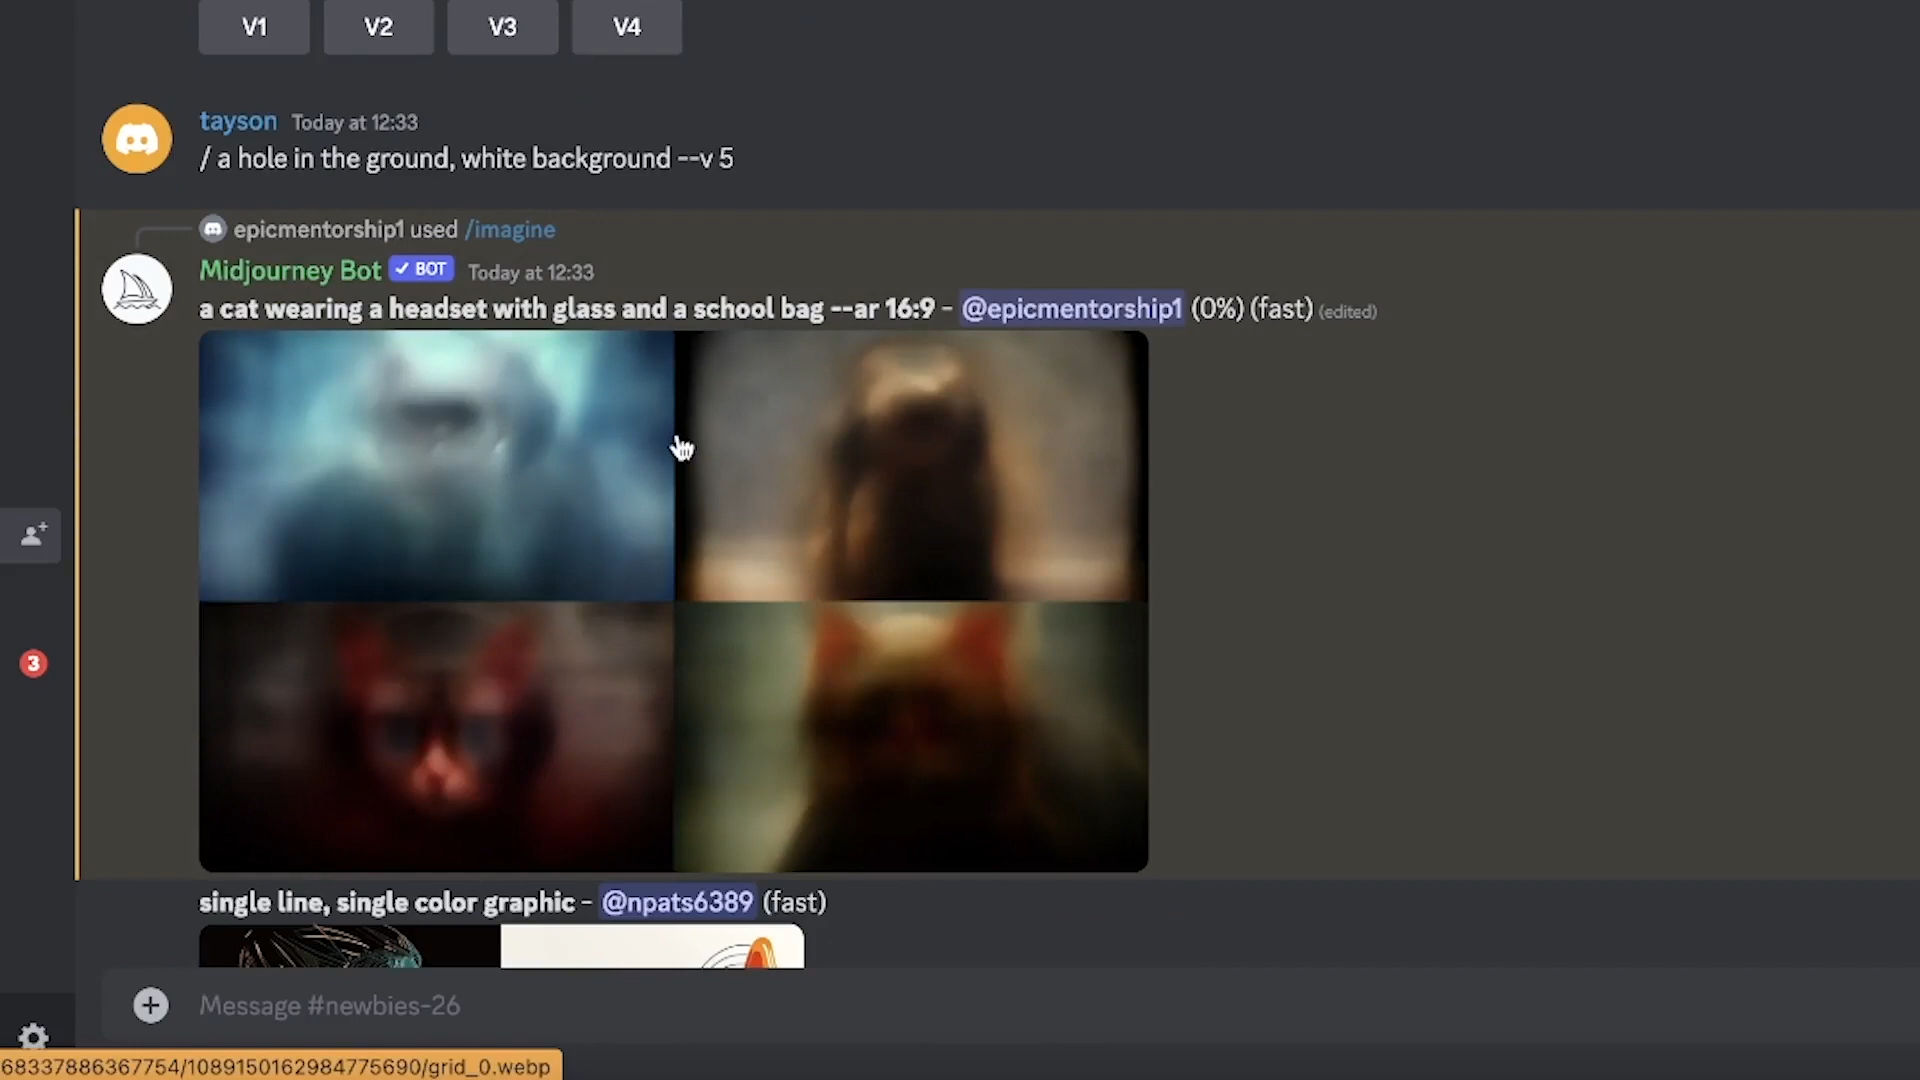 V1 V2 V3 V4
tayson Today at 12:33
/ a hole in the ground, white background --v 5
epicmentorship1 used /imagine
Midjourney Bot ✓ BOT Today at 12:33
a cat wearing a headset with glass and a school bag --ar 16:9 - @epicmentorship1 (0%) (fast) (edited)
3
single line, single color graphic - @npats6389 (fast)
Message #newbies-26
68337886367754/1089150162984775690/grid_0.webp